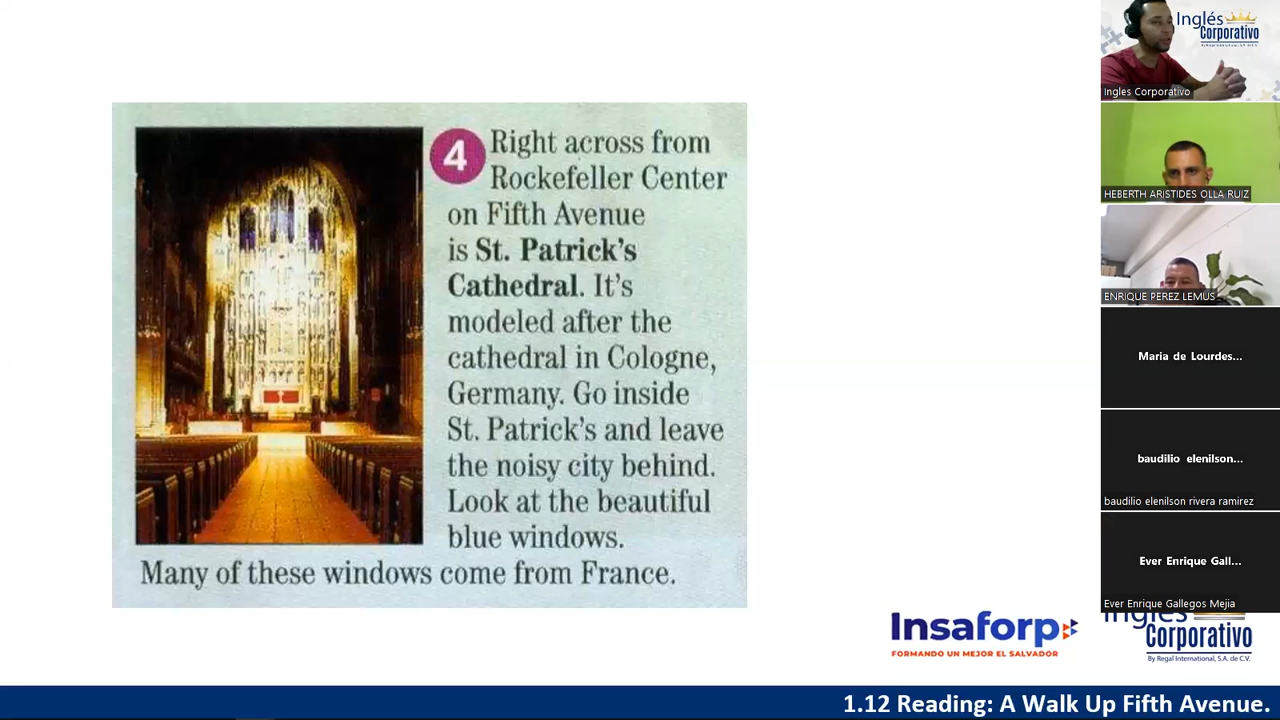 4
Right across from
Rockefeller Center
on Fifth Avenue
is St. Patrick's
Cathedral. It's
modeled after the
cathedral in Cologne,
Germany. Go inside
St. Patrick's and leave
the noisy city behind.
Look at the beautiful
blue windows.
Many of these windows come from France.
Inglés
Corporativo
Ingles Corporativo
HEBERTH ARISTIDES OLLA RUIZ
ENRIQUE PEREZ LEMUS
Maria de Lourdes...
baudilio elenilson...
baudilio elenilson rivera ramirez
Ever Enrique Gall...
Ever Enrique Gallegos Mejia
Insaforp
FORMANDO UN MEJOR EL SALVADOR
Inglés
Corporativo
By Regal International, S.A. de C.V.
1.12 Reading: A Walk Up Fifth Avenue.